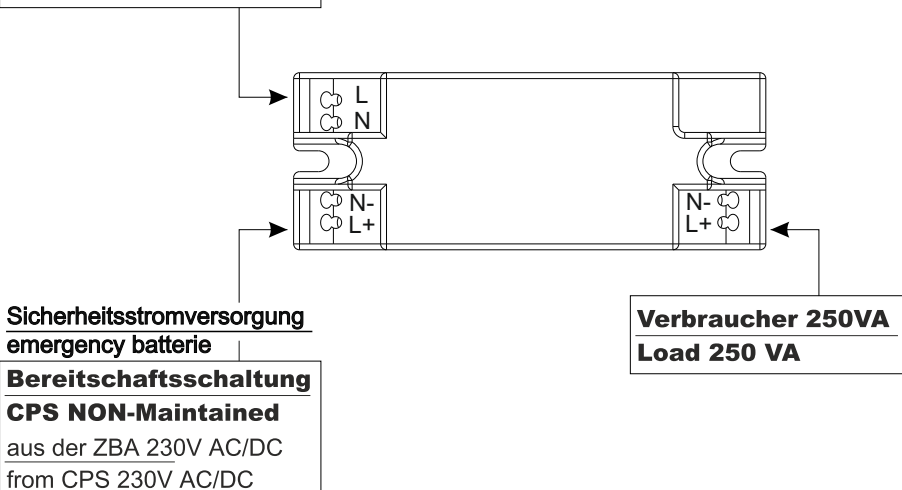 L
N
N-
L+
N-
L+
Sicherheitsstromversorgung
emergency batterie
Bereitschaftsschaltung
CPS NON-Maintained
aus der ZBA 230V AC/DC
from CPS 230V AC/DC
Verbraucher 250VA
Load 250 VA